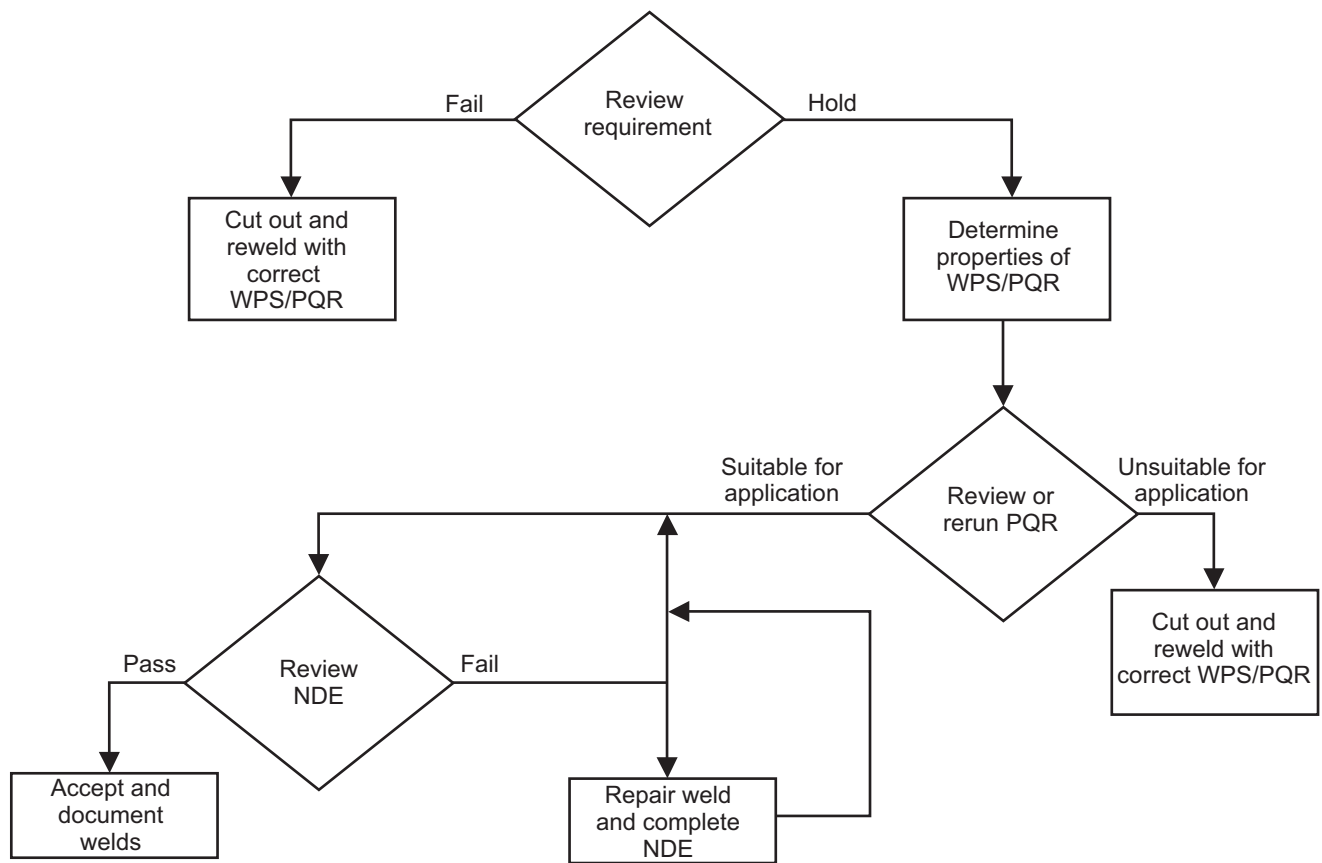 Fail
Review
requirement
Hold
Cut out and
reweld with
correct
WPS/PQR
Determine
properties of
WPS/PQR
Suitable for
application
Review or
rerun PQR
Unsuitable for
application
Cut out and
reweld with
correct WPS/PQR
Pass
Review
NDE
Fail
Accept and
document
welds
Repair weld
and complete
NDE